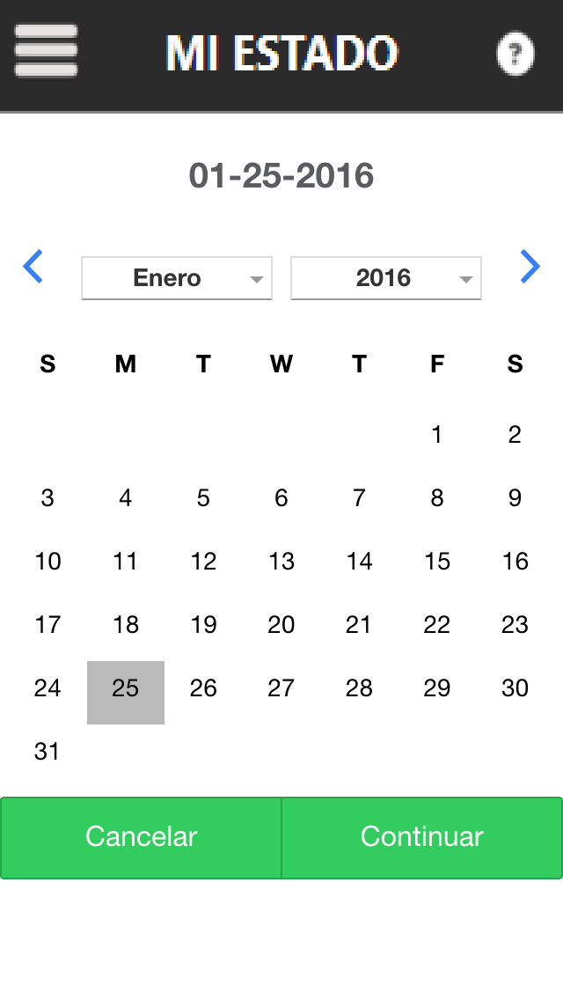 MI ESTADO ?
01-25-2016
Enero 2016
S M T W T F S
1 2
3 4 5 6 7 8 9
10 11 12 13 14 15 16
17 18 19 20 21 22 23
24 25 26 27 28 29 30
31
Cancelar Continuar